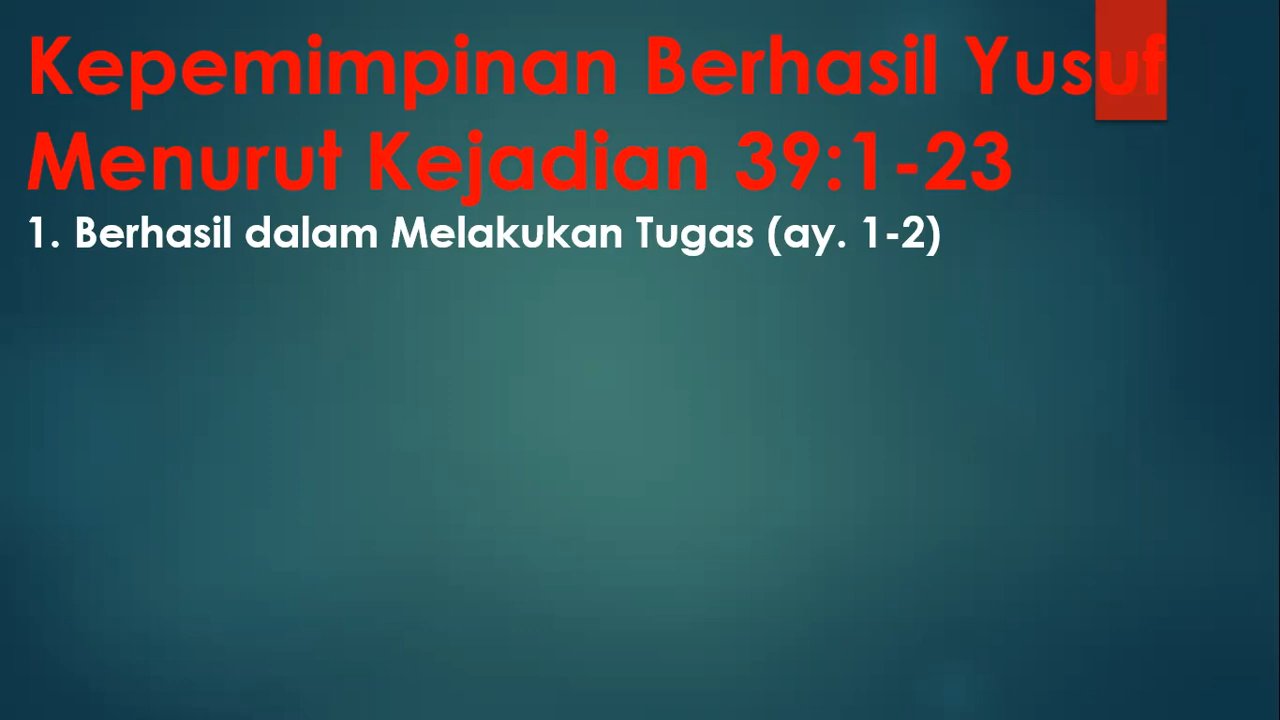 Kepemimpinan Berhasil Yusuf
Menurut Kejadian 39:1-23
1. Berhasil dalam Melakukan Tugas (ay. 1-2)